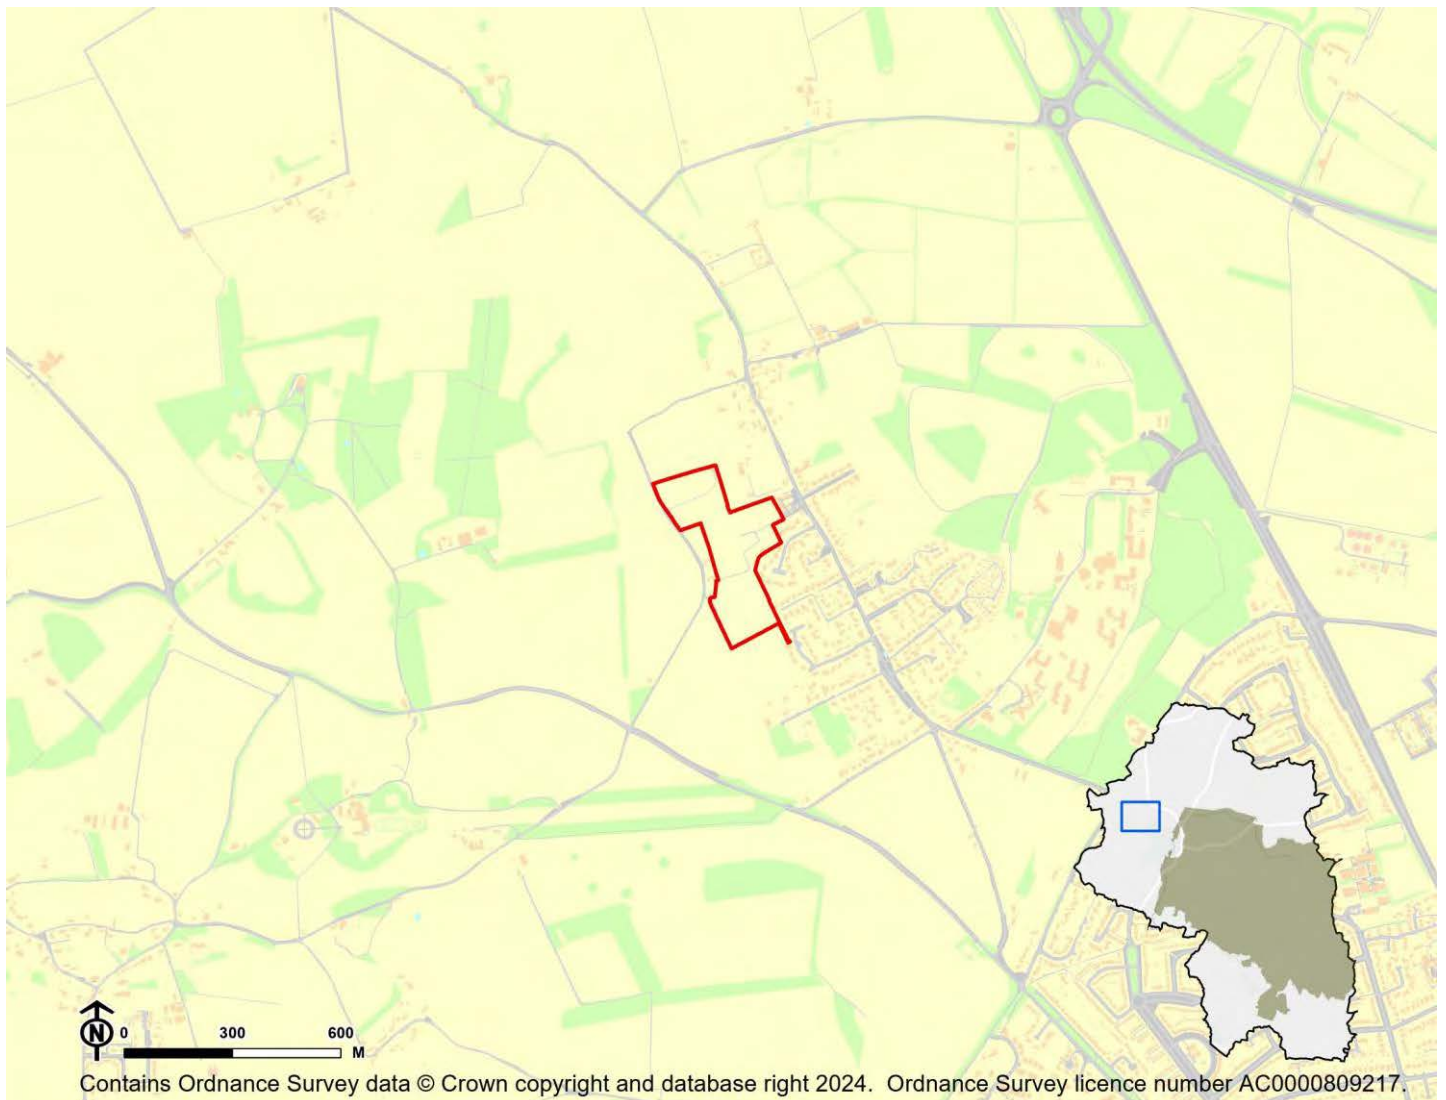 N 0 300 600
M
Contains Ordnance Survey data © Crown copyright and database right 2024. Ordnance Survey licence number AC0000809217.